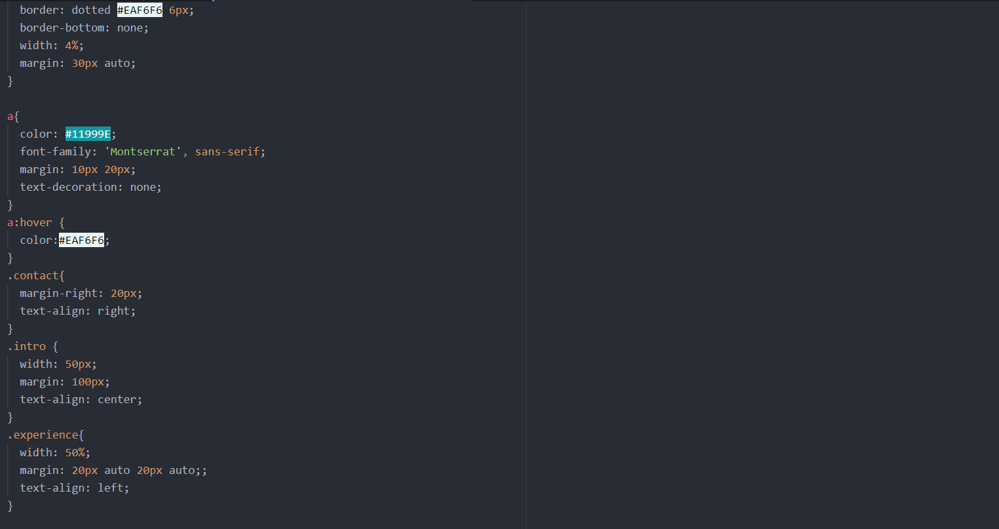 border: dotted #EAF6F6 6px;
border-bottom: none;
width: 4%;
margin: 30px auto;
}
a{
color: #11999E;
font-family: 'Montserrat', sans-serif;
margin: 10px 20px;
text-decoration: none;
}
a:hover {
color:#EAF6F6;
}
.contact{
margin-right: 20px;
text-align: right;
}
.intro {
width: 50px;
margin: 100px;
text-align: center;
}
.experience{
width: 50%;
margin: 20px auto 20px auto;;
text-align: left;
}